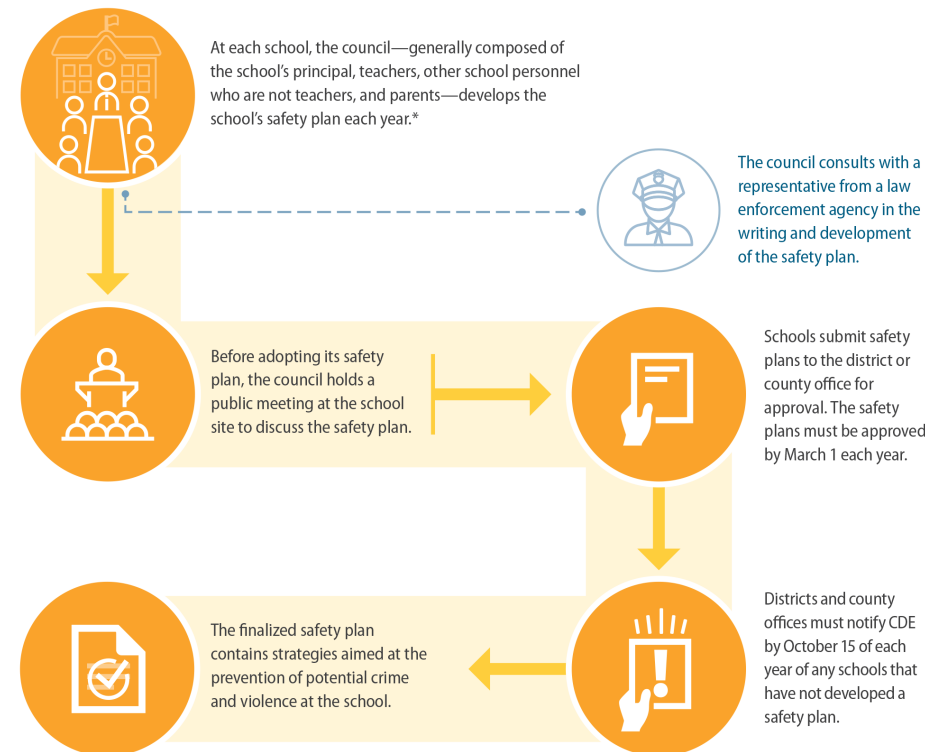 At each school, the council—generally composed of
the school’s principal, teachers, other school personnel
who are not teachers, and parents—develops the
school’s safety plan each year.*
The council consults with a
representative from a law
enforcement agency in the
writing and development
of the safety plan.
Before adopting its safety
plan, the council holds a
public meeting at the school
site to discuss the safety plan.
Schools submit safety
plans to the district or
county office for
approval. The safety
plans must be approved
by March 1 each year.
Districts and county
offices must notify CDE
by October 15 of each
year of any schools that
have not developed a
safety plan.
The finalized safety plan
contains strategies aimed at the
prevention of potential crime
and violence at the school.